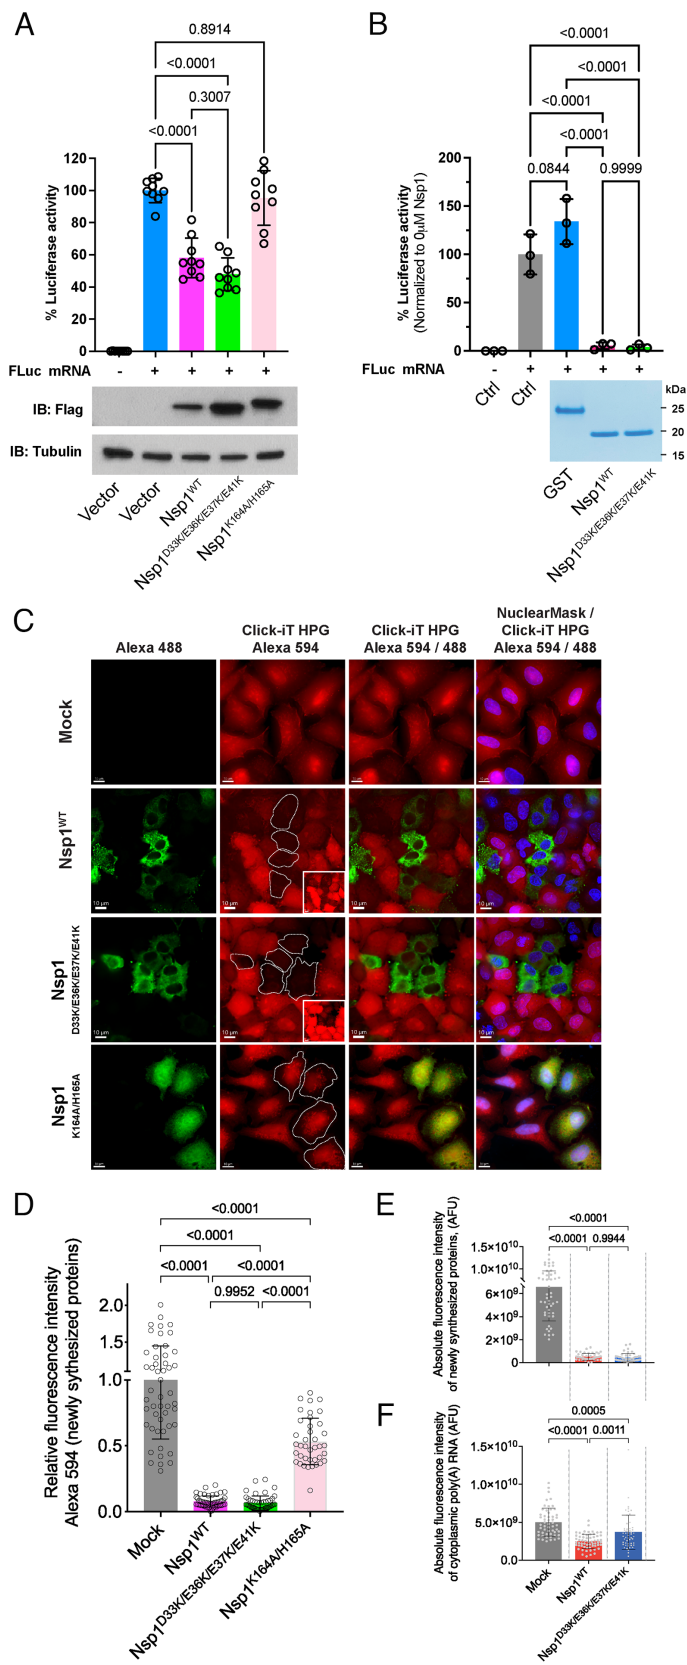 A
0.8914
<0.0001
0.3007
<0.0001
% Luciferase activity
120
100
80
60
40
20
0
FLuc mRNA
- + + + +
IB: Flag
IB: Tubulin
Vector
Vector
Nsp1WT
Nsp1D33K/E36K/E37K/E41K
Nsp1K164A/H165A
B
<0.0001
<0.0001
<0.0001
<0.0001
0.0844
0.9999
% Luciferase activity
(Normalized to 0μM Nsp1)
200
150
100
50
0
FLuc mRNA
- + + + +
Ctrl
Ctrl
GST
Nsp1WT
Nsp1D33K/E36K/E37K/E41K
kDa
25
20
15
C
Alexa 488
Click-iT HPG
Alexa 594
Click-iT HPG
Alexa 594 / 488
NuclearMask /
Click-iT HPG
Alexa 594 / 488
Mock
Nsp1WT
10 μm
10 μm
10 μm
10 μm
Nsp1
D33K/E36K/E37K/E41K
10 μm
10 μm
10 μm
10 μm
Nsp1
K164A/H165A
D
<0.0001
<0.0001
<0.0001
<0.0001
0.9952
<0.0001
Relative fluorescence intensity
Alexa 594 (newly sythesized proteins)
2.0
1.5
1.0
0.5
0.0
Mock
Nsp1WT
Nsp1D33K/E36K/E37K/E41K
Nsp1K164A/H165A
E
<0.0001
<0.0001
0.9944
Absolute fluorescence intensity
of newly synthesized proteins, (AFU)
1.5×10¹⁰
1.0×10¹⁰
6×10⁹
4×10⁹
2×10⁹
0
F
0.0005
<0.0001
0.0011
Absolute fluorescence intensity
of cytoplasmic poly(A) RNA (AFU)
1.5×10¹⁰
1.0×10¹⁰
5.0×10⁹
0.0
Mock
Nsp1WT
Nsp1D33K/E36K/E37K/E41K